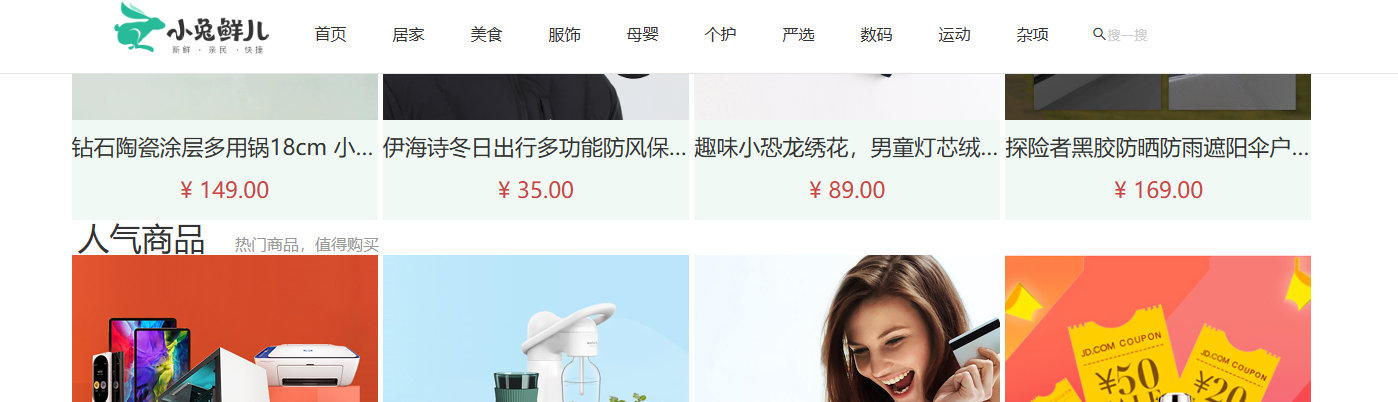 小兔鲜儿
新鲜 · 亲民 · 快捷
首页 居家 美食 服饰 母婴 个护 严选 数码 运动 杂项 搜一搜
钻石陶瓷涂层多用锅18cm 小...
¥ 149.00
伊海诗冬日出行多功能防风保...
¥ 35.00
趣味小恐龙绣花，男童灯芯绒...
¥ 89.00
探险者黑胶防晒防雨遮阳伞户...
¥ 169.00
人气商品 热门商品，值得购买
JD.COM COUPON
¥50
JD.COM COUPON
¥20